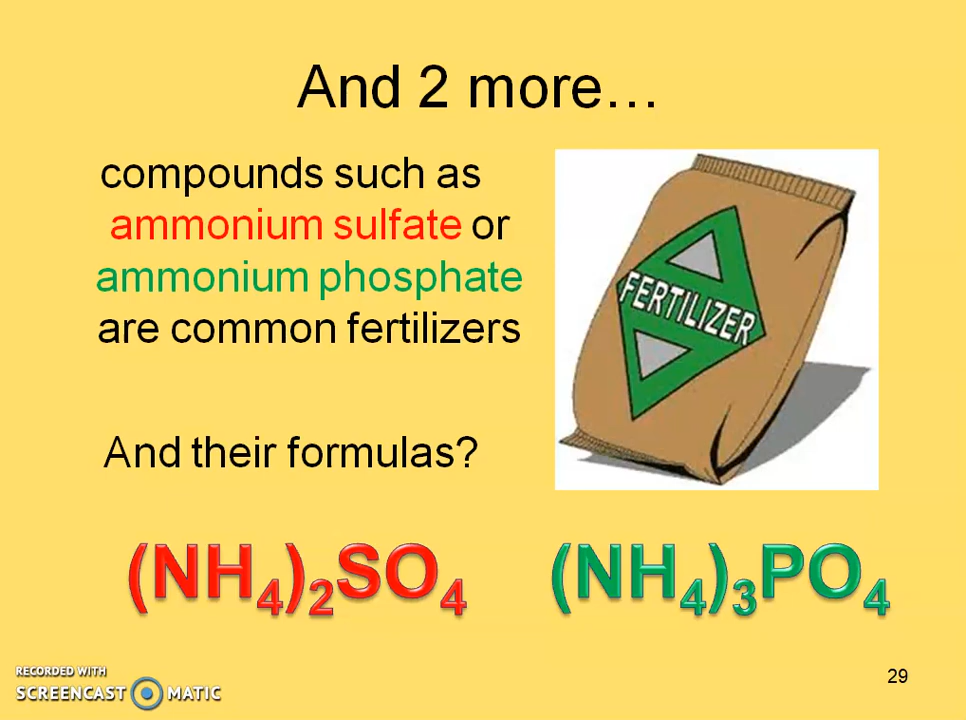 And 2 more…
compounds such as
ammonium sulfate or
ammonium phosphate
are common fertilizers
FERTILIZER
And their formulas?
(NH₄)₂SO₄
(NH₄)₃PO₄
RECORDED WITH
SCREENCAST MATIC
29